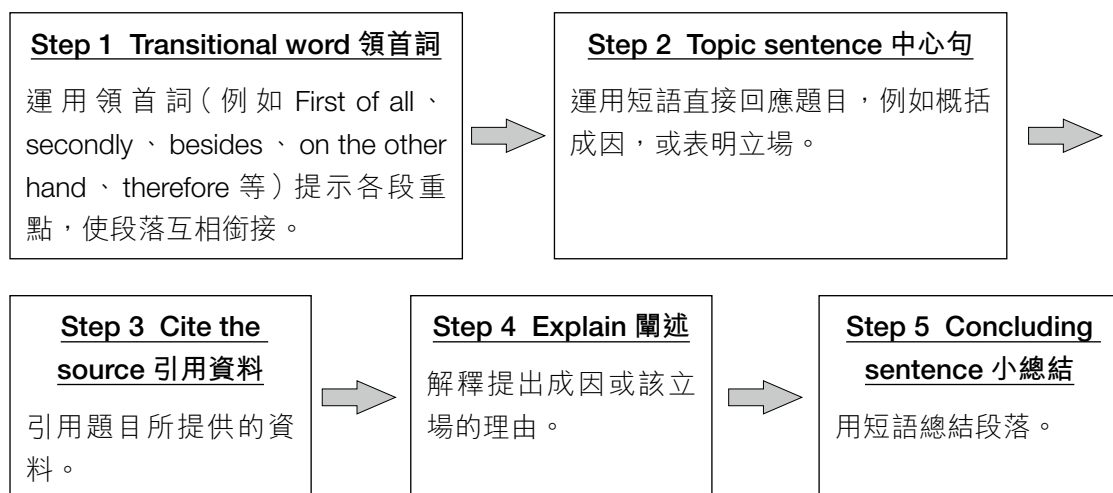 Step 1 Transitional word 領首詞
運用領首詞（例如 First of all、
secondly、besides、on the other
hand、therefore 等）提示各段重
點，使段落互相銜接。
Step 2 Topic sentence 中心句
運用短語直接回應題目，例如概括
成因，或表明立場。
Step 3 Cite the
source 引用資料
引用題目所提供的資
料。
Step 4 Explain 闡述
解釋提出成因或該立
場的理由。
Step 5 Concluding
sentence 小總結
用短語總結段落。